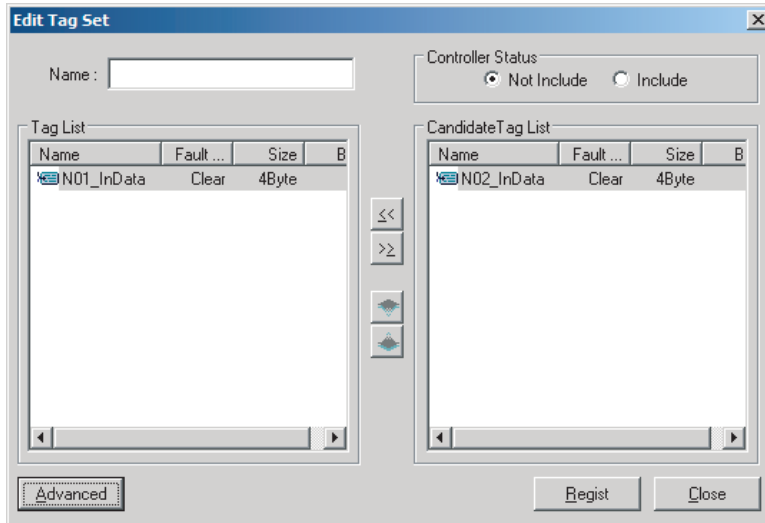 Edit Tag Set
Name :
Controller Status
Not Include Include
Tag List
Name Fault ... Size B
N01_InData Clear 4Byte
<<
>>
CandidateTag List
Name Fault ... Size B
N02_InData Clear 4Byte
Advanced
Regist Close